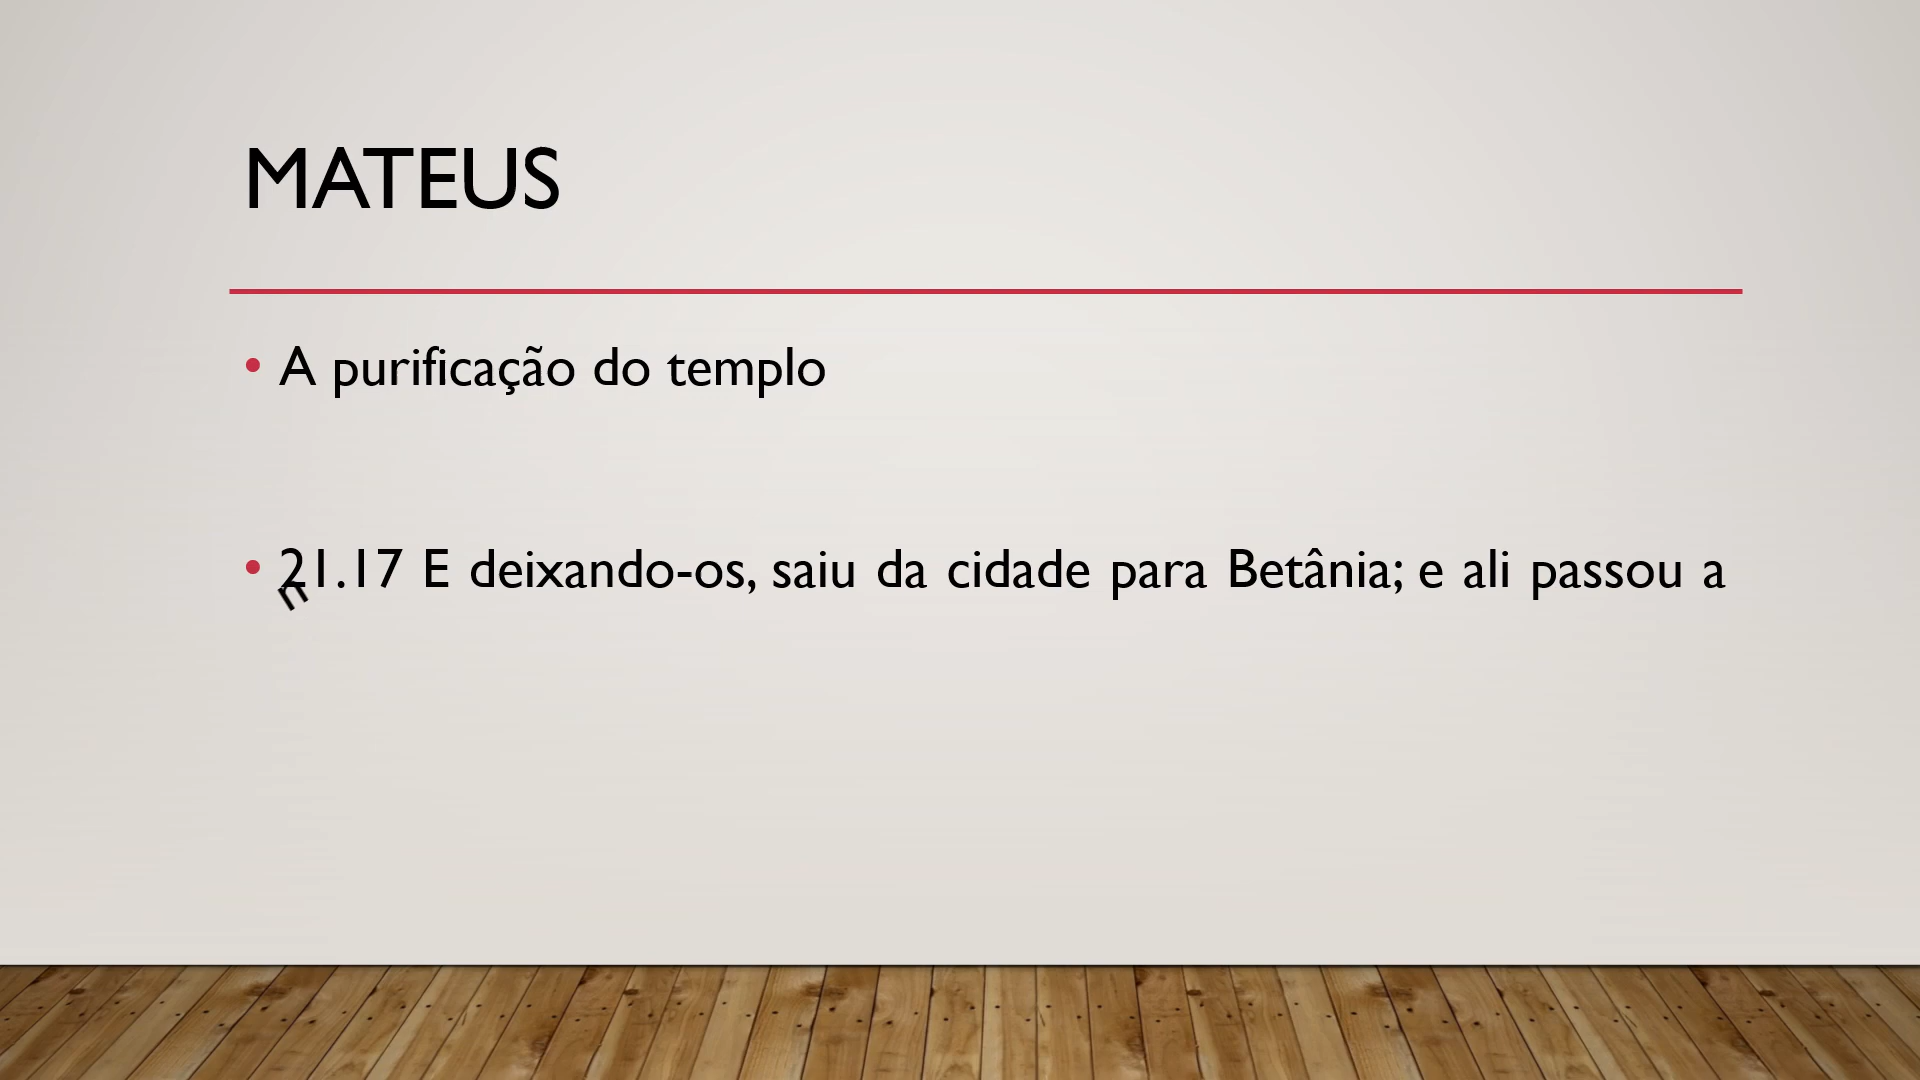 MATEUS
• A purificação do templo
• 21.17 E deixando-os, saiu da cidade para Betânia; e ali passou a
n